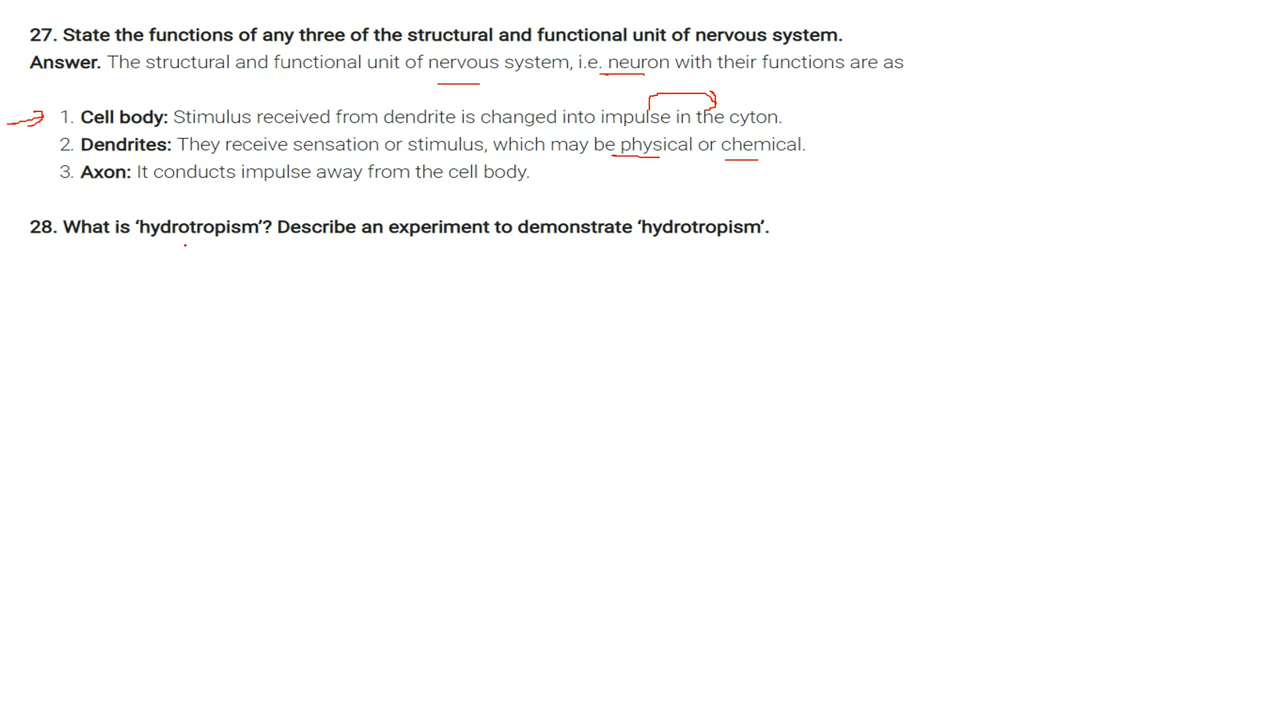 27. State the functions of any three of the structural and functional unit of nervous system.
Answer. The structural and functional unit of nervous system, i.e. neuron with their functions are as
1. Cell body: Stimulus received from dendrite is changed into impulse in the cyton.
2. Dendrites: They receive sensation or stimulus, which may be physical or chemical.
3. Axon: It conducts impulse away from the cell body.
28. What is ‘hydrotropism’? Describe an experiment to demonstrate ‘hydrotropism’.